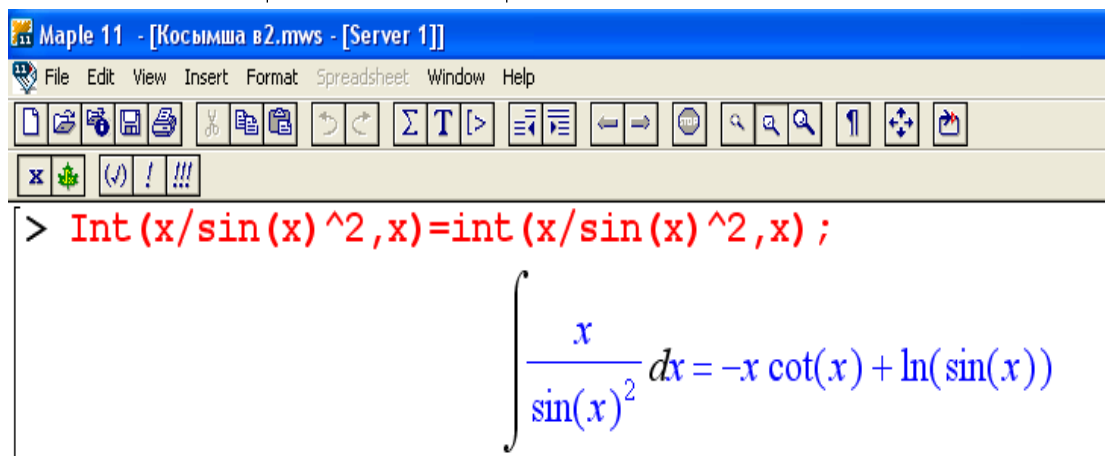 Maple 11 - [Косымша в2.mws - [Server 1]]
File Edit View Insert Format Spreadsheet Window Help
Σ T [> STOP ¶
x (√) ! !!!
> Int(x/sin(x)^2,x)=int(x/sin(x)^2,x);
∫ x/sin(x)² dx = −x cot(x) + ln(sin(x))